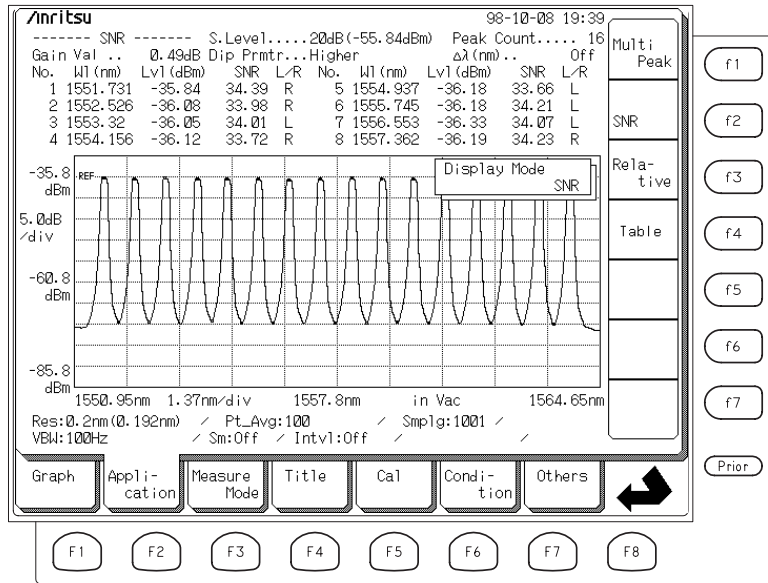 Anritsu
98-10-08 19:39
------- SNR ------- S.Level.....20dB(-55.84dBm) Peak Count..... 16
Gain Val .. 0.49dB Dip Prmtr...Higher Δλ(nm).. Off
No. Wl(nm) Lvl(dBm) SNR L/R No. Wl(nm) Lvl(dBm) SNR L/R
1 1551.731 -35.84 34.39 R 5 1554.937 -36.18 33.66 L
2 1552.526 -36.08 33.98 R 6 1555.745 -36.18 34.21 L
3 1553.32 -36.05 34.01 L 7 1556.553 -36.33 34.07 L
4 1554.156 -36.12 33.72 R 8 1557.362 -36.19 34.23 R
-35.8
dBm
REF
Display Mode
SNR
5.0dB
/div
-60.8
dBm
-85.8
dBm
1550.95nm 1.37nm/div 1557.8nm in Vac 1564.65nm
Res:0.2nm(0.192nm) / Pt_Avg:100 / Smplg:1001 /
VBW:100Hz / Sm:Off / Intvl:Off / /
Multi
Peak
SNR
Rela-
tive
Table
f1
f2
f3
f4
f5
f6
f7
Prior
Graph
Appli-
cation
Measure
Mode
Title
Cal
Condi-
tion
Others
F1
F2
F3
F4
F5
F6
F7
F8